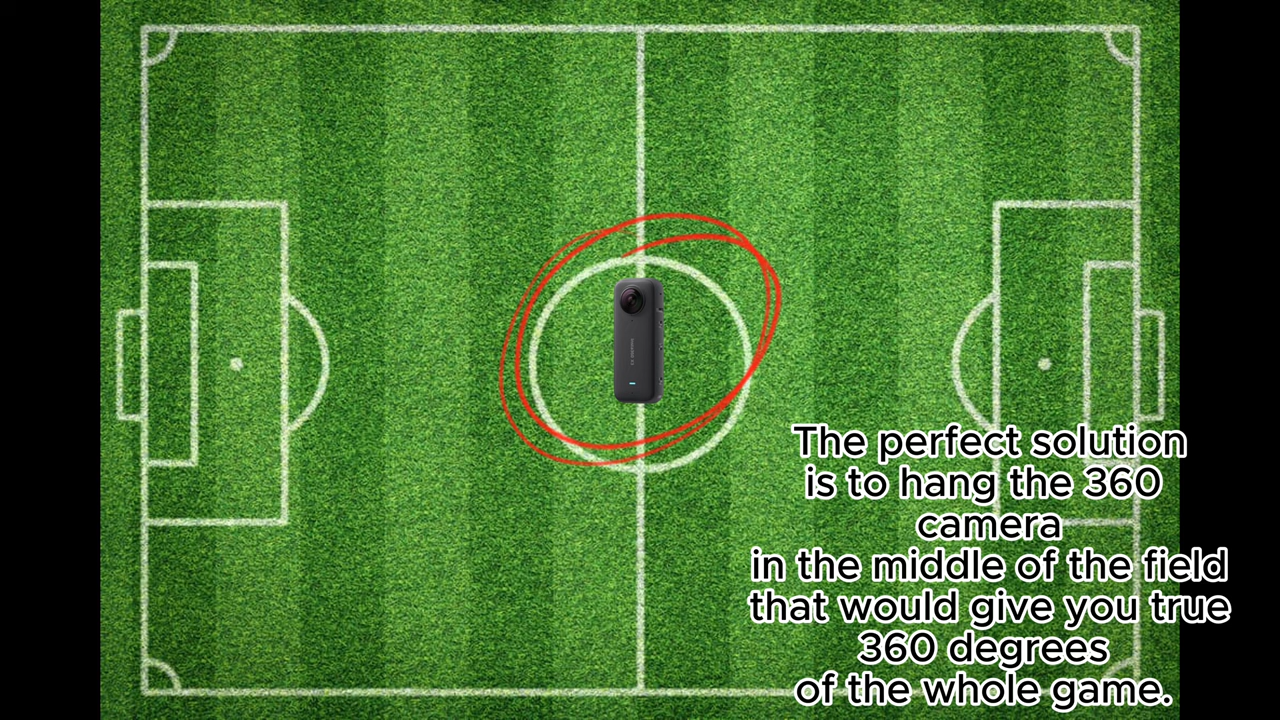 The perfect solution
is to hang the 360
camera
in the middle of the field
that would give you true
360 degrees
of the whole game.